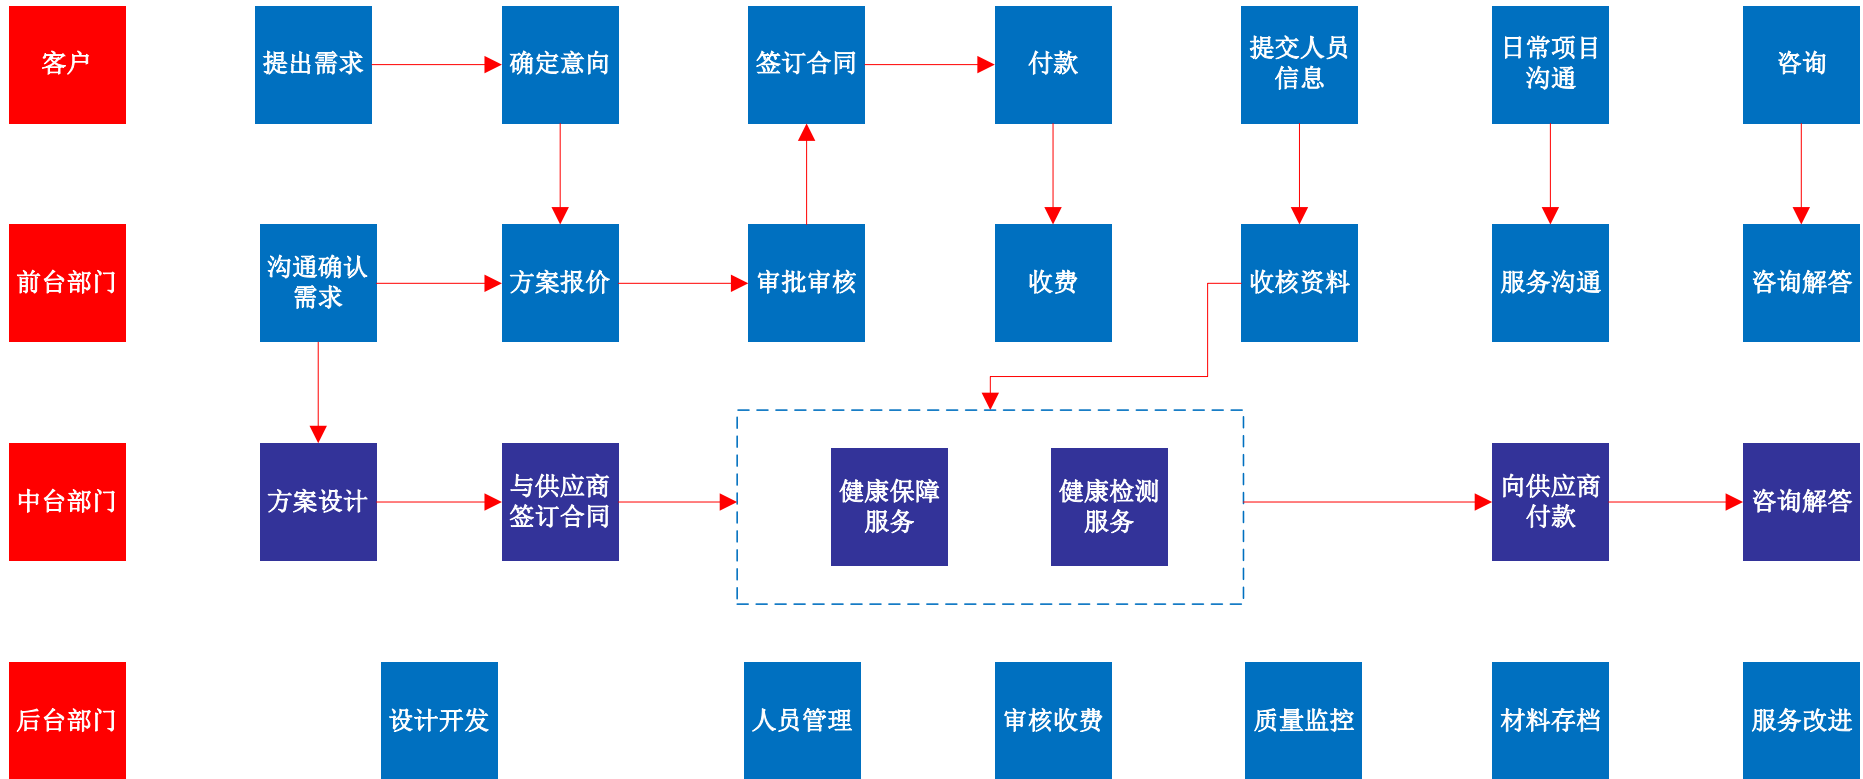 客户
提出需求
确定意向
签订合同
付款
提交人员
信息
日常项目
沟通
咨询
前台部门
沟通确认
需求
方案报价
审批审核
收费
收核资料
服务沟通
咨询解答
中台部门
方案设计
与供应商
签订合同
健康保障
服务
健康检测
服务
向供应商
付款
咨询解答
后台部门
设计开发
人员管理
审核收费
质量监控
材料存档
服务改进